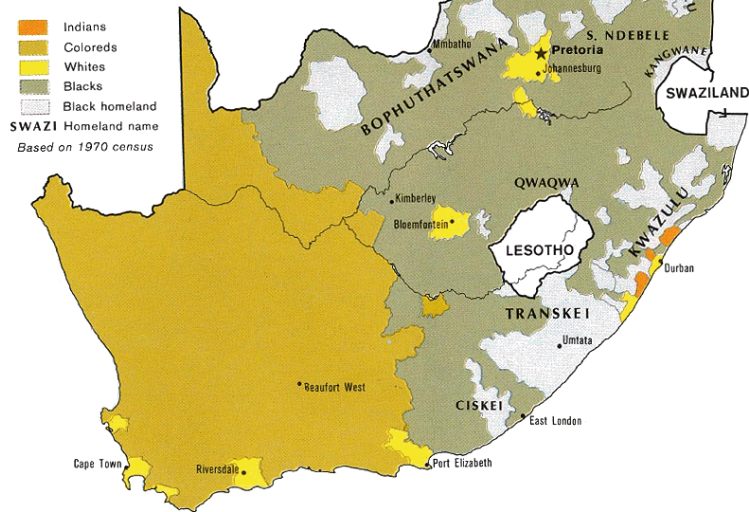 Indians
Coloreds
Whites
Blacks
Black homeland
SWAZI Homeland name
Based on 1970 census
S. NDEBELE
Mmbatho
Pretoria
Johannesburg
KANGWANE
BOPHUTHATSWANA
SWAZILAND
QWAQWA
Kimberley
Bloemfontein
LESOTHO
KWAZULU
Durban
TRANSKEI
Umtata
Beaufort West
CISKEI
East London
Cape Town
Riversdale
Port Elizabeth